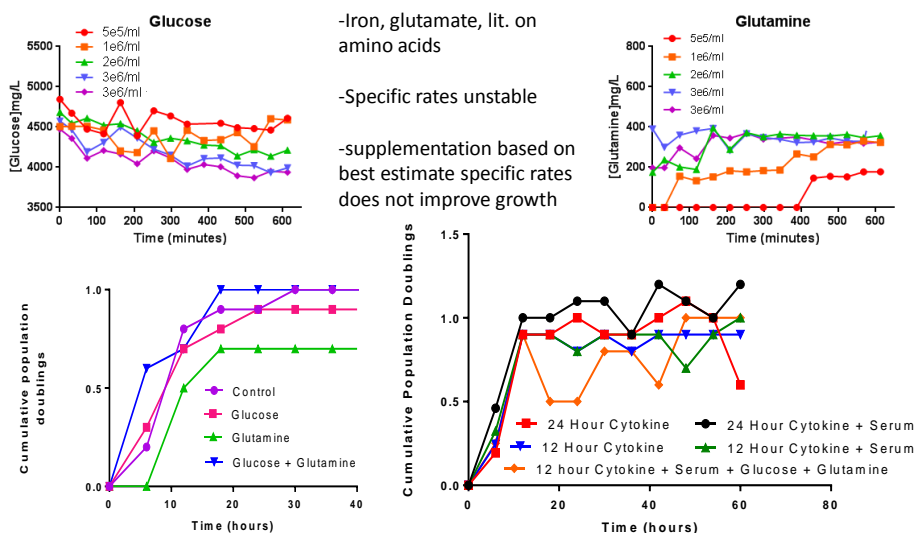 Glucose
5e5/ml
1e6/ml
2e6/ml
3e6/ml
3e6/ml
5500
5000
4500
4000
3500
[Glucose]mg/L
0 100 200 300 400 500 600
Time (minutes)
-Iron, glutamate, lit. on
amino acids
-Specific rates unstable
-supplementation based on
best estimate specific rates
does not improve growth
Glutamine
5e5/ml
1e6/ml
2e6/ml
3e6/ml
3e6/ml
800
600
400
200
0
[Glutamine]mg/L
0 100 200 300 400 500 600
Time (minutes)
1.0
0.5
0.0
Cumulative population
doublings
Control
Glucose
Glutamine
Glucose + Glutamine
0 10 20 30 40
Time (hours)
1.5
1.0
0.5
0.0
Cumulative Population Doublings
24 Hour Cytokine
24 Hour Cytokine + Serum
12 Hour Cytokine
12 Hour Cytokine + Serum
12 hour Cytokine + Serum + Glucose + Glutamine
20 40 60 80
Time (hours)